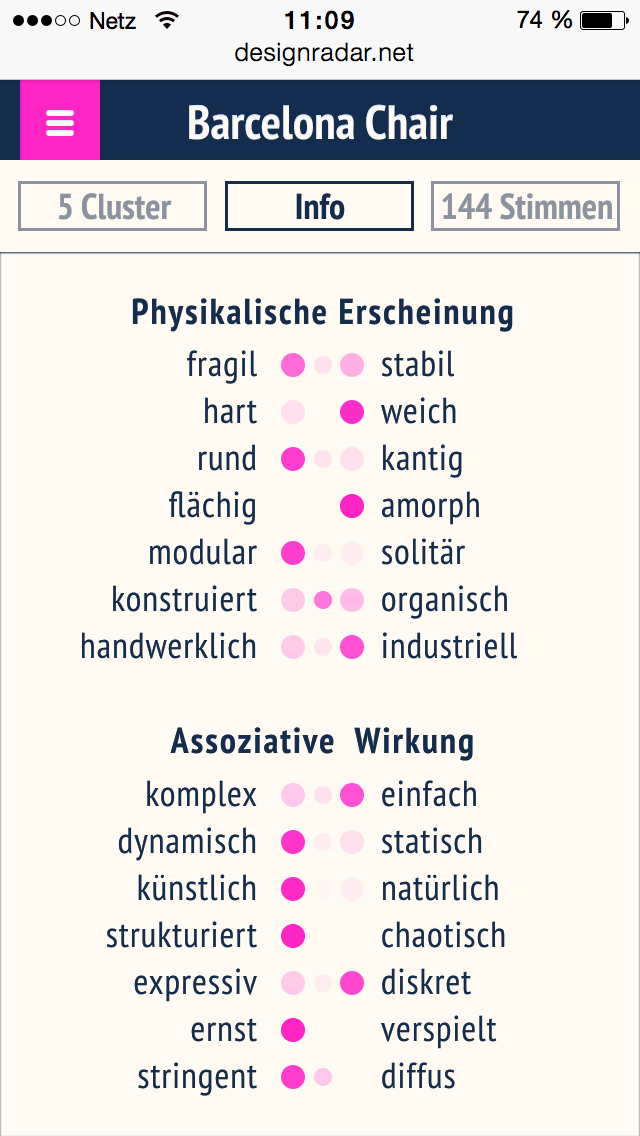 Netz 11:09 74 %
designradar.net
Barcelona Chair
5 Cluster Info 144 Stimmen
Physikalische Erscheinung
fragil stabil
hart weich
rund kantig
flächig amorph
modular solitär
konstruiert organisch
handwerklich industriell
Assoziative Wirkung
komplex einfach
dynamisch statisch
künstlich natürlich
strukturiert chaotisch
expressiv diskret
ernst verspielt
stringent diffus